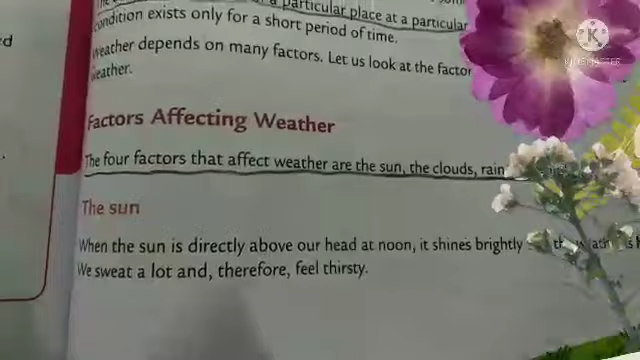 a particular place at a particular
condition exists only for a short period of time.
Weather depends on many factors. Let us look at the factor
weather.
Factors Affecting Weather
The four factors that affect weather are the sun, the clouds, rain
The sun
When the sun is directly above our head at noon, it shines brightly
We sweat a lot and, therefore, feel thirsty.
KINEMASTER